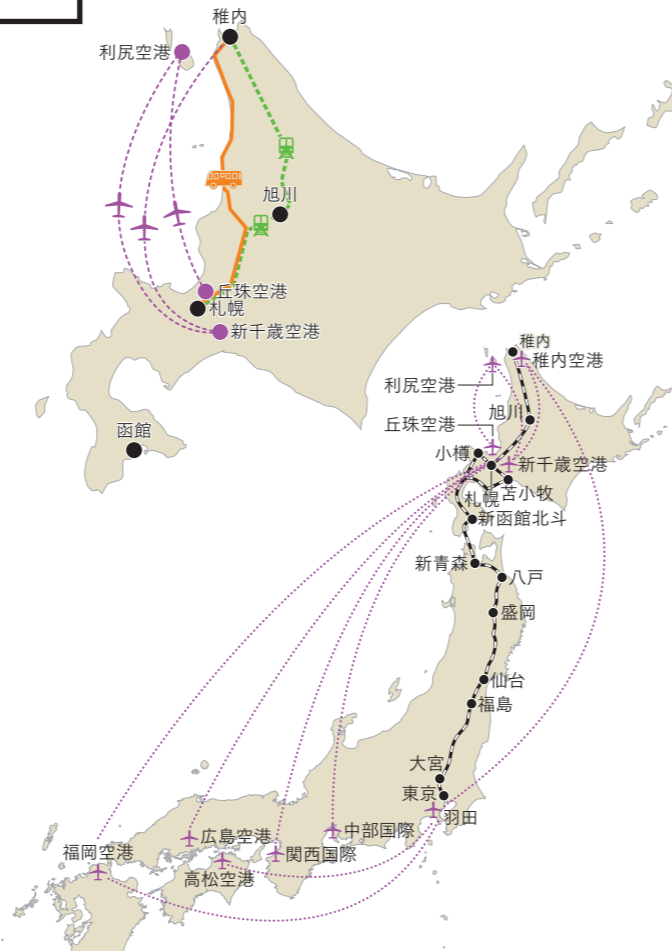 稚内
利尻空港
旭川
丘珠空港
札幌
新千歳空港
函館
稚内
稚内空港
利尻空港
旭川
丘珠空港
小樽
新千歳空港
札幌
苫小牧
新函館北斗
新青森
八戸
盛岡
仙台
福島
大宮
東京
羽田
広島空港
中部国際
福岡空港
関西国際
高松空港